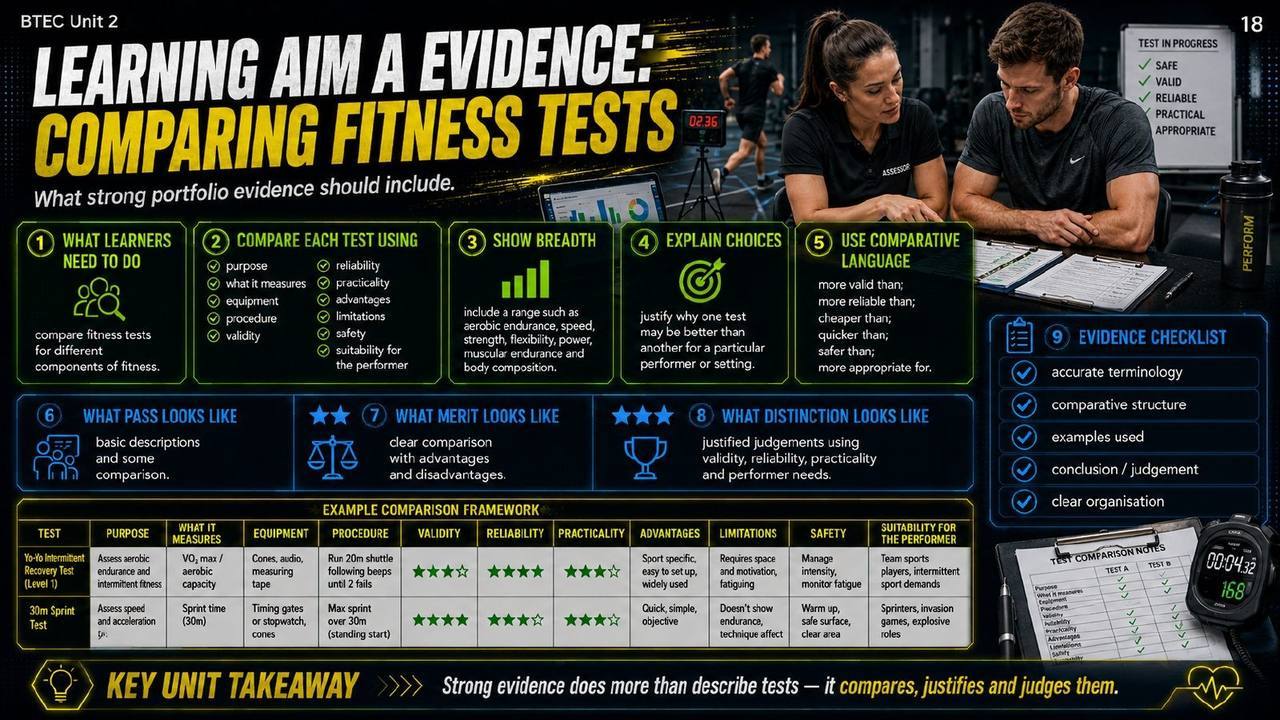 BTEC Unit 2
18
LEARNING AIM A EVIDENCE:
COMPARING FITNESS TESTS
What strong portfolio evidence should include.
02.36
ASSESSOR
TEST IN PROGRESS
SAFE
VALID
RELIABLE
PRACTICAL
APPROPRIATE
PERFORM
1 WHAT LEARNERS
NEED TO DO
compare fitness tests
for different
components of fitness.
2 COMPARE EACH TEST USING
purpose
what it measures
equipment
procedure
validity
reliability
practicality
advantages
limitations
safety
suitability for
the performer
3 SHOW BREADTH
include a range such as
aerobic endurance, speed,
strength, flexibility, power,
muscular endurance and
body composition.
4 EXPLAIN CHOICES
justify why one test
may be better than
another for a particular
performer or setting.
5 USE COMPARATIVE
LANGUAGE
more valid than;
more reliable than;
cheaper than;
quicker than;
safer than;
more appropriate for.
6 WHAT PASS LOOKS LIKE
basic descriptions
and some
comparison.
7 WHAT MERIT LOOKS LIKE
clear comparison
with advantages
and disadvantages.
8 WHAT DISTINCTION LOOKS LIKE
justified judgements using
validity, reliability, practicality
and performer needs.
9 EVIDENCE CHECKLIST
accurate terminology
comparative structure
examples used
conclusion / judgement
clear organisation
EXAMPLE COMPARISON FRAMEWORK
TEST
PURPOSE
WHAT IT
MEASURES
EQUIPMENT
PROCEDURE
VALIDITY
RELIABILITY
PRACTICALITY
ADVANTAGES
LIMITATIONS
SAFETY
SUITABILITY FOR
THE PERFORMER
Yo-Yo Intermittent
Recovery Test
(Level 1)
Assess aerobic
endurance and
intermittent fitness
VO₂ max /
aerobic
capacity
Cones, audio,
measuring
tape
Run 20m shuttle
following beeps
until 2 fails
★★★☆
★★★★
★★★☆
Sport specific,
easy to set up,
widely used
Requires space
and motivation,
fatiguing
Manage
intensity,
monitor fatigue
Team sports
players, intermittent
sport demands
30m Sprint
Test
Assess speed
and acceleration
Sprint time
(30m)
Timing gates
or stopwatch,
cones
Max sprint
over 30m
(standing start)
★★★★
★★★☆
★★★☆
Quick, simple,
objective
Doesn't show
endurance,
technique affect
Warm up,
safe surface,
clear area
Sprinters, invasion
games, explosive
roles
TEST COMPARISON NOTES
TEST A
TEST B
Purpose
What it measures
Equipment
Procedure
Validity
Reliability
Practicality
Advantages
Limitations
Safety
00:04.32
168
KEY UNIT TAKEAWAY
Strong evidence does more than describe tests — it compares, justifies and judges them.